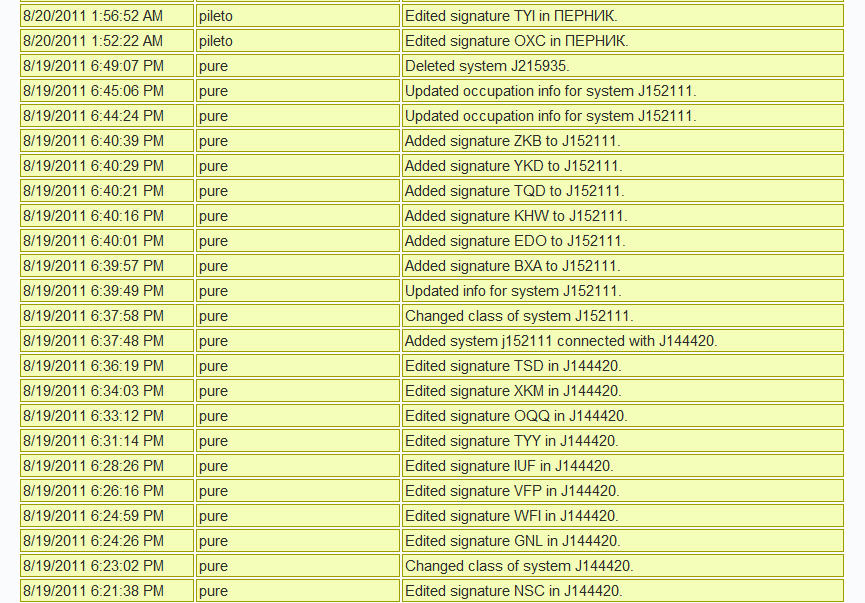 8/20/2011 1:56:52 AM pileto Edited signature TYI in ПЕРНИК.
8/20/2011 1:52:22 AM pileto Edited signature OXC in ПЕРНИК.
8/19/2011 6:49:07 PM pure Deleted system J215935.
8/19/2011 6:45:06 PM pure Updated occupation info for system J152111.
8/19/2011 6:44:24 PM pure Updated occupation info for system J152111.
8/19/2011 6:40:39 PM pure Added signature ZKB to J152111.
8/19/2011 6:40:29 PM pure Added signature YKD to J152111.
8/19/2011 6:40:21 PM pure Added signature TQD to J152111.
8/19/2011 6:40:16 PM pure Added signature KHW to J152111.
8/19/2011 6:40:01 PM pure Added signature EDO to J152111.
8/19/2011 6:39:57 PM pure Added signature BXA to J152111.
8/19/2011 6:39:49 PM pure Updated info for system J152111.
8/19/2011 6:37:58 PM pure Changed class of system J152111.
8/19/2011 6:37:48 PM pure Added system j152111 connected with J144420.
8/19/2011 6:36:19 PM pure Edited signature TSD in J144420.
8/19/2011 6:34:03 PM pure Edited signature XKM in J144420.
8/19/2011 6:33:12 PM pure Edited signature OQQ in J144420.
8/19/2011 6:31:14 PM pure Edited signature TYY in J144420.
8/19/2011 6:28:26 PM pure Edited signature IUF in J144420.
8/19/2011 6:26:16 PM pure Edited signature VFP in J144420.
8/19/2011 6:24:59 PM pure Edited signature WFI in J144420.
8/19/2011 6:24:26 PM pure Edited signature GNL in J144420.
8/19/2011 6:23:02 PM pure Changed class of system J144420.
8/19/2011 6:21:38 PM pure Edited signature NSC in J144420.